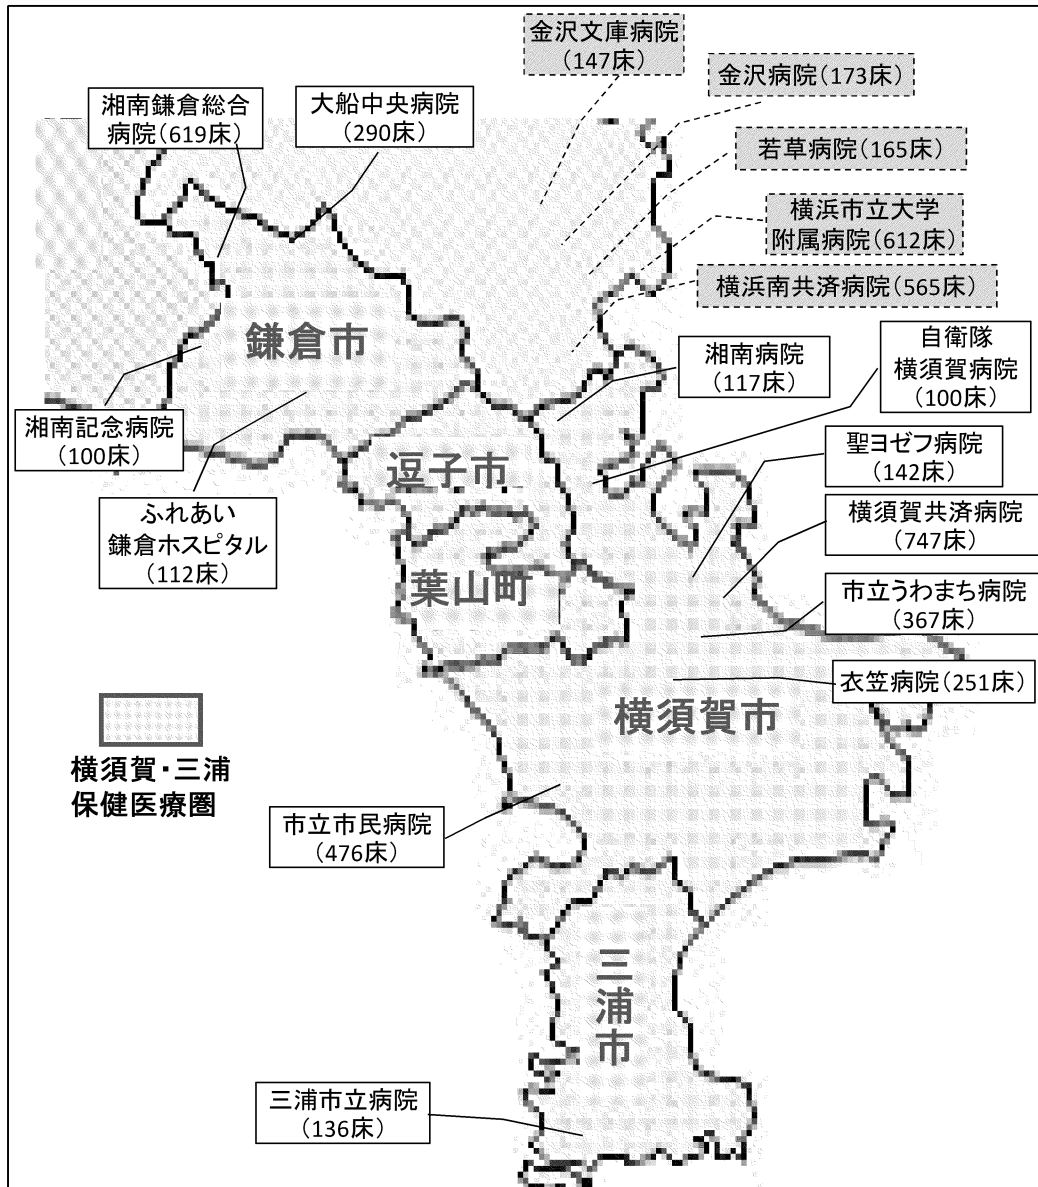 金沢文庫病院
(147床)
金沢病院(173床)
湘南鎌倉総合
病院(619床)
大船中央病院
(290床)
若草病院(165床)
横浜市立大学
附属病院(612床)
横浜南共済病院(565床)
鎌倉市
湘南病院
(117床)
自衛隊
横須賀病院
(100床)
湘南記念病院
(100床)
逗子市
聖ヨゼフ病院
(142床)
ふれあい
鎌倉ホスピタル
(112床)
横須賀共済病院
(747床)
葉山町
市立うわまち病院
(367床)
衣笠病院(251床)
横須賀市
横須賀・三浦
保健医療圏
市立市民病院
(476床)
三浦市
三浦市立病院
(136床)